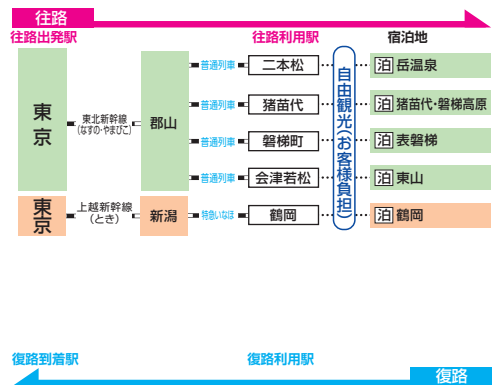 往路
往路出発駅 往路利用駅 宿泊地
東京
東北新幹線
(なすの・やまびこ)
郡山
普通列車 二本松 泊 岳温泉
普通列車 猪苗代 泊 猪苗代・磐梯高原
普通列車 磐梯町 泊 表磐梯
普通列車 会津若松 泊 東山
自由観光(お客様負担)
東京
上越新幹線
(とき)
新潟 特急いなほ 鶴岡 泊 鶴岡
復路到着駅 復路利用駅
復路